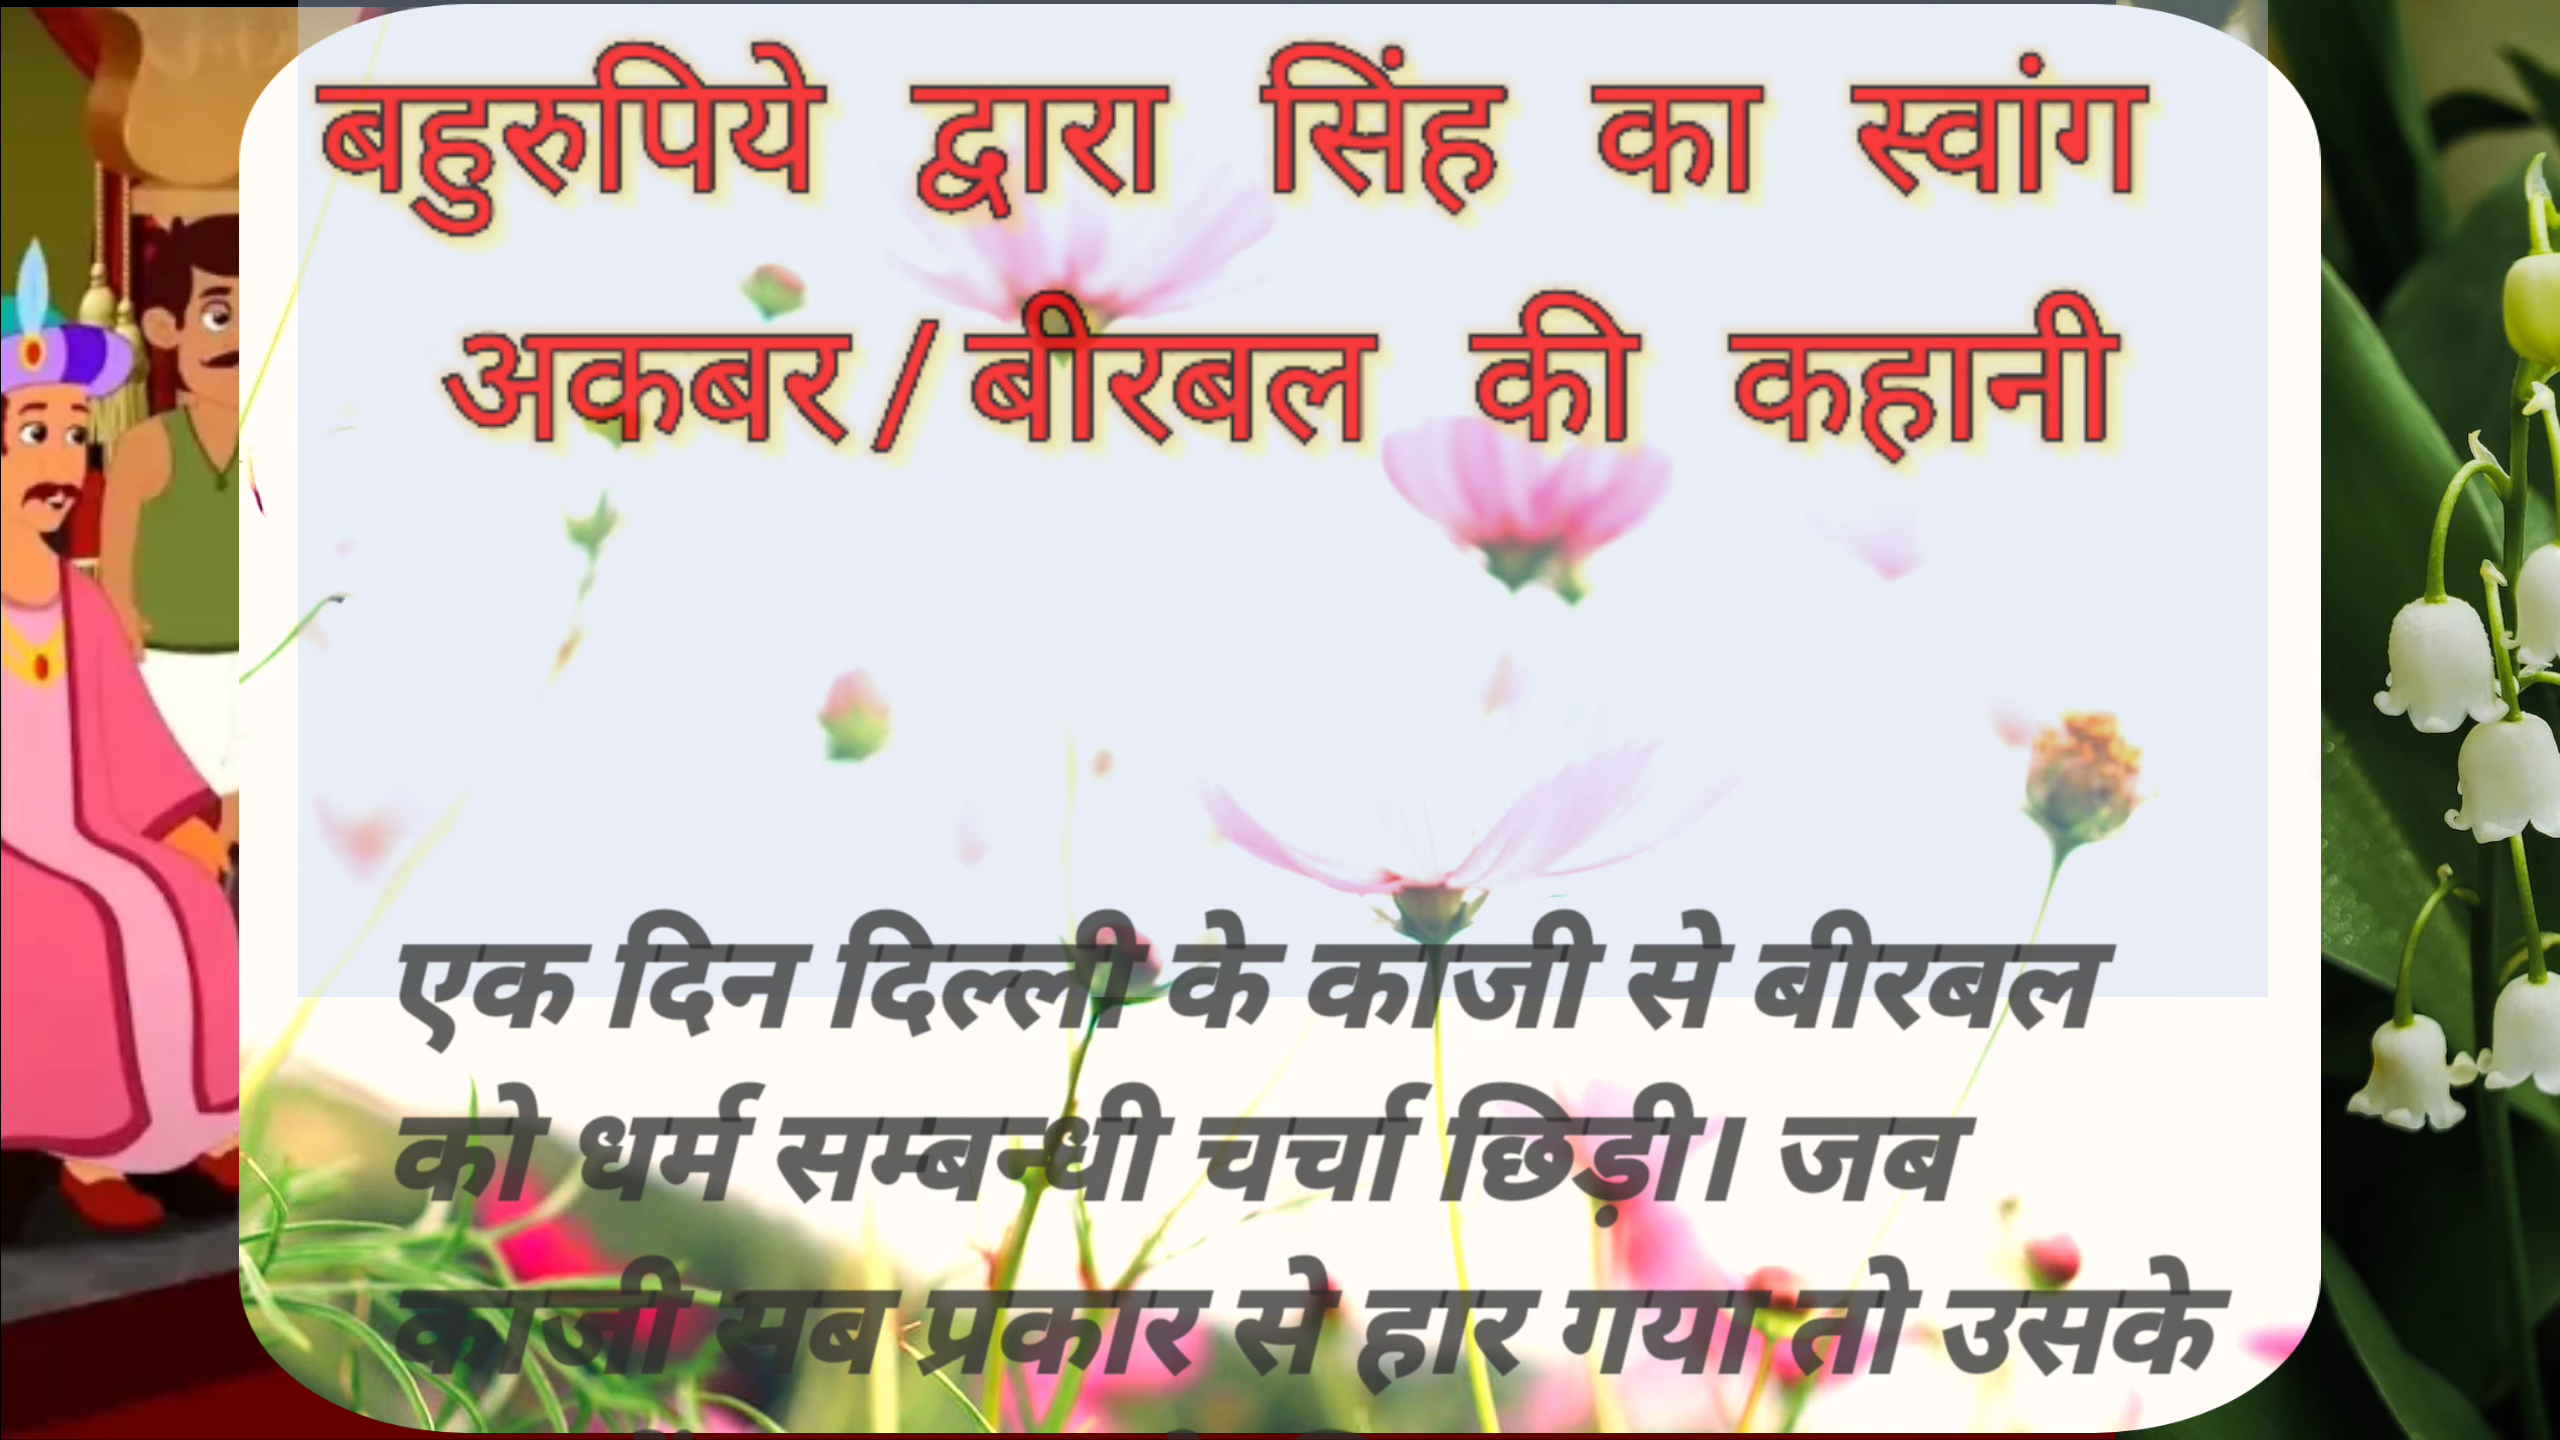 बहुरुपिये द्वारा सिंह का स्वांग
अकबर/बीरबल की कहानी
एक दिन दिल्ली के काजी से बीरबल
को धर्म सम्बन्धी चर्चा छिड़ी। जब
काजी सब प्रकार से हार गया तो उसके